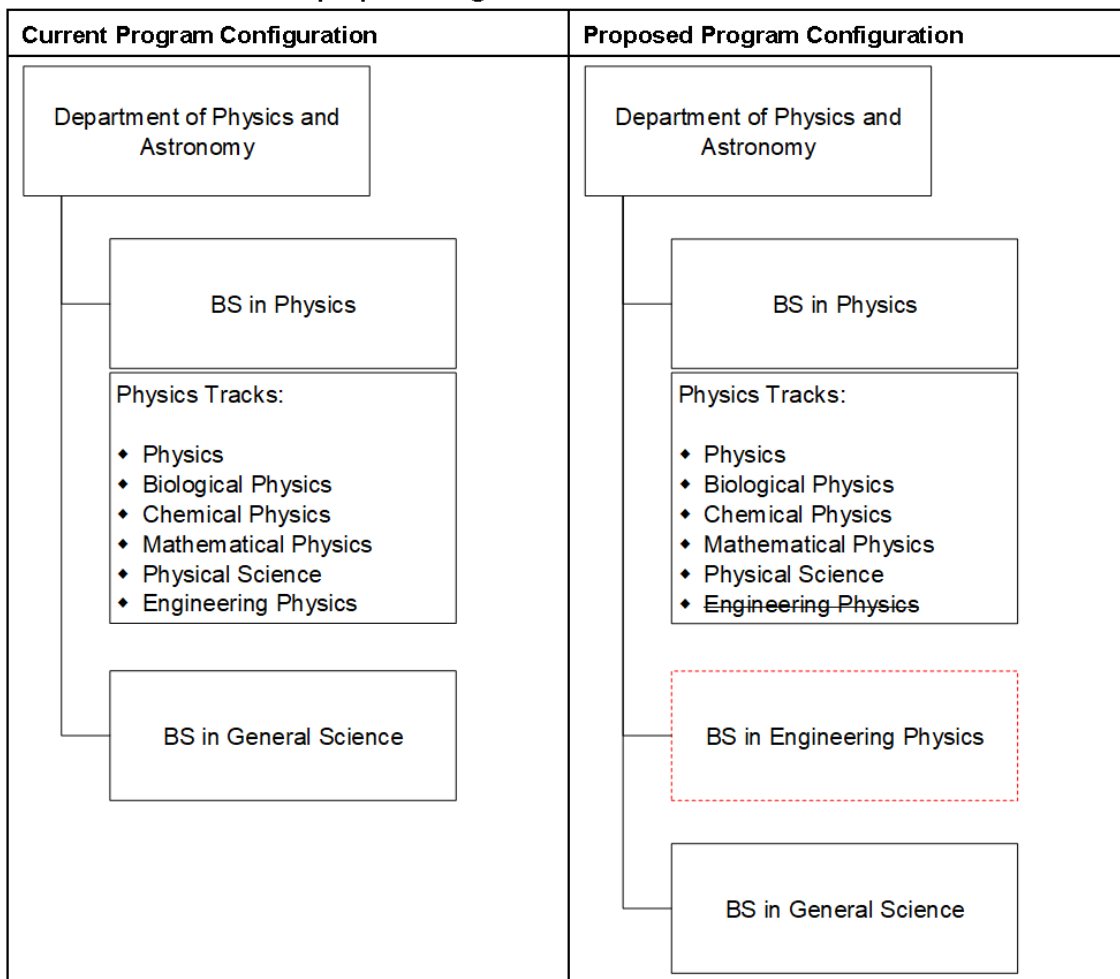 Current Program Configuration
Proposed Program Configuration
Department of Physics and
Astronomy
BS in Physics
Physics Tracks:
◆ Physics
◆ Biological Physics
◆ Chemical Physics
◆ Mathematical Physics
◆ Physical Science
◆ Engineering Physics
BS in General Science
Department of Physics and
Astronomy
BS in Physics
Physics Tracks:
◆ Physics
◆ Biological Physics
◆ Chemical Physics
◆ Mathematical Physics
◆ Physical Science
◆ Engineering Physics
BS in Engineering Physics
BS in General Science